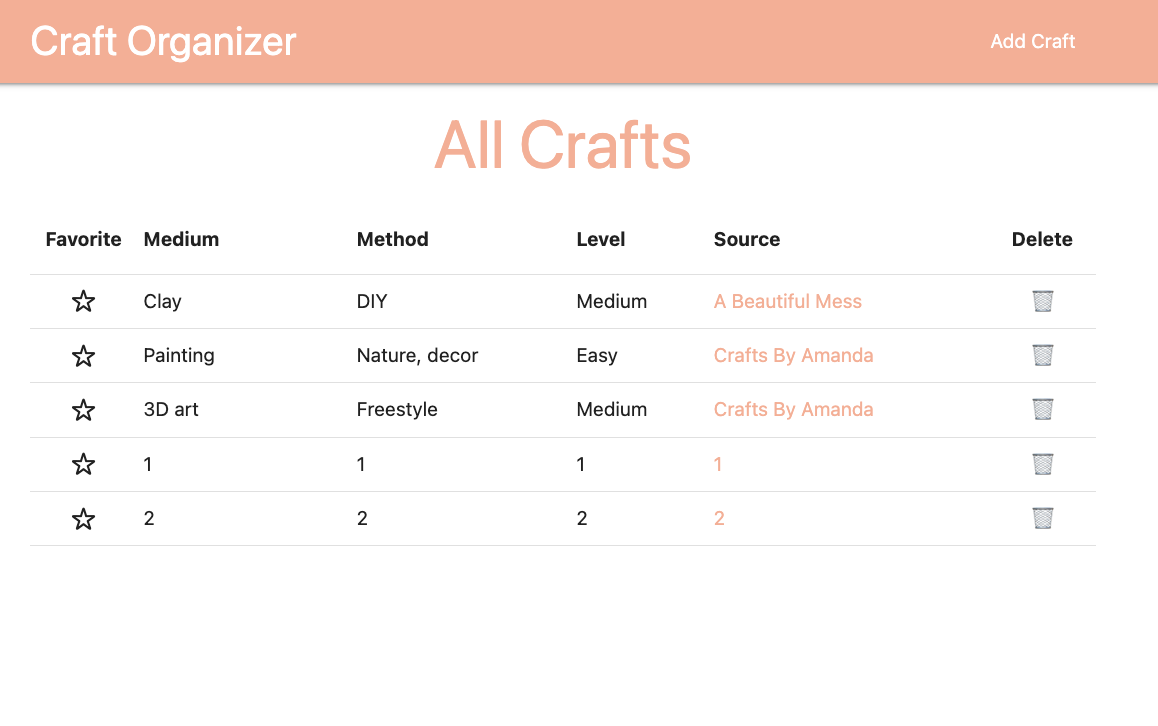 Craft Organizer Add Craft
All Crafts
Favorite Medium Method Level Source Delete
Clay DIY Medium A Beautiful Mess
Painting Nature, decor Easy Crafts By Amanda
3D art Freestyle Medium Crafts By Amanda
1 1 1 1
2 2 2 2